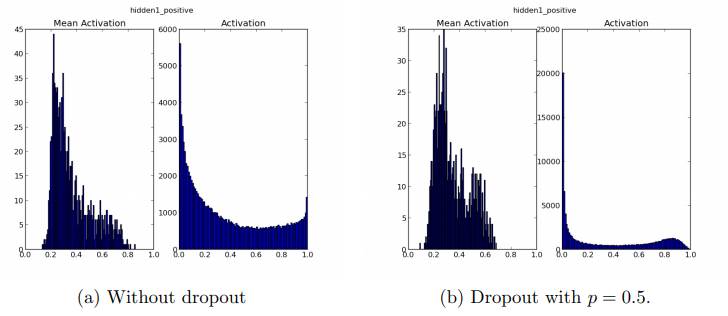 hidden1_positive
Mean Activation
45
40
35
30
25
20
15
10
5
0
0.0 0.2 0.4 0.6 0.8 1.0
Activation
6000
5000
4000
3000
2000
1000
0
0.0 0.2 0.4 0.6 0.8 1.0
(a) Without dropout
hidden1_positive
Mean Activation
35
30
25
20
15
10
5
0
0.0 0.2 0.4 0.6 0.8 1.0
Activation
25000
20000
15000
10000
5000
0
0.0 0.2 0.4 0.6 0.8 1.0
(b) Dropout with p = 0.5.